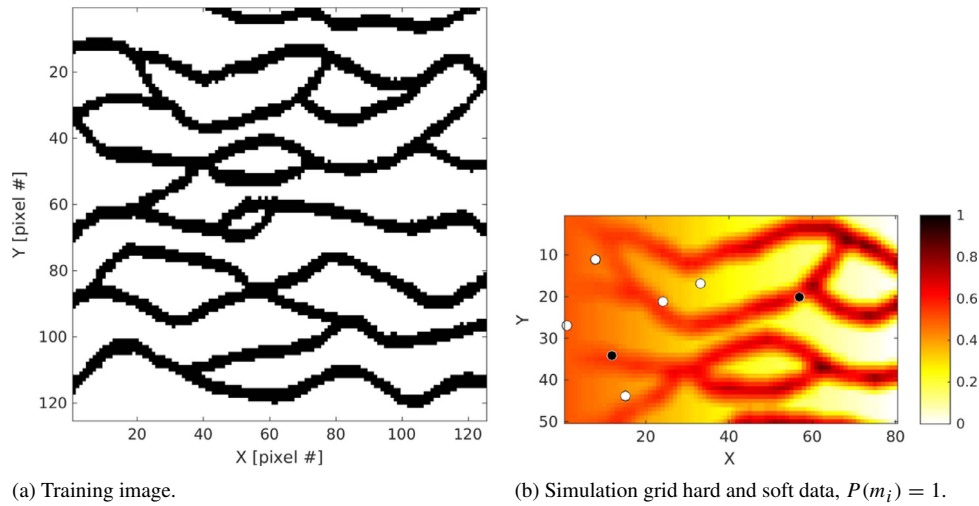 20
40
60
80
100
120
Y [pixel #]
20 40 60 80 100 120
X [pixel #]
(a) Training image.
10
20
30
40
50
Y
20 40 60 80
X
1
0.8
0.6
0.4
0.2
0
(b) Simulation grid hard and soft data, P(m_i) = 1.